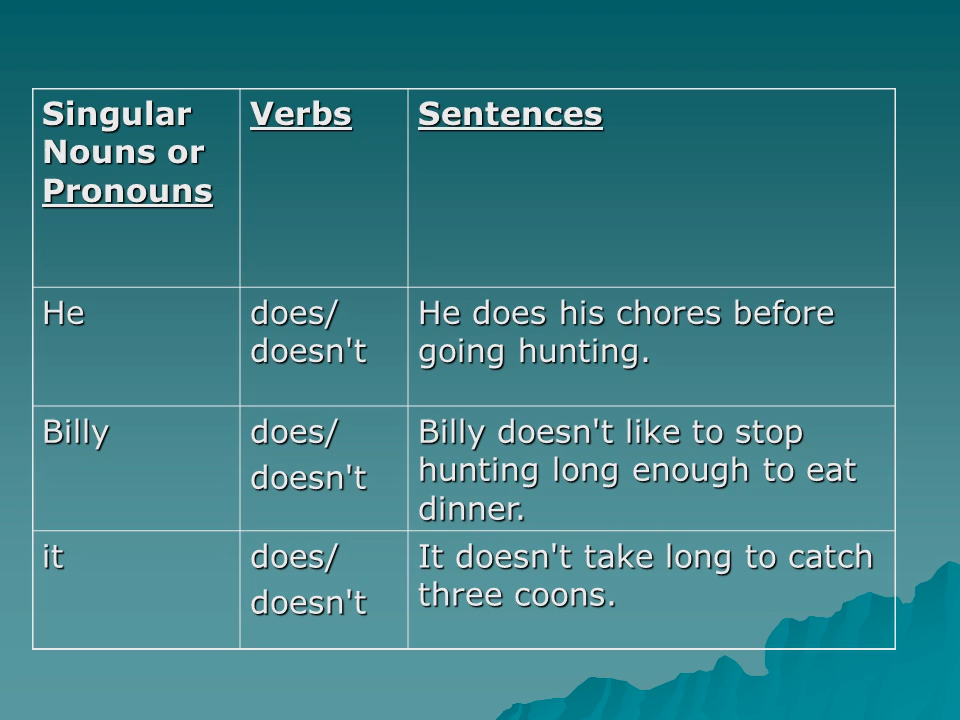 Singular
Nouns or
Pronouns
Verbs
Sentences
He
does/
doesn't
He does his chores before
going hunting.
Billy
does/
doesn't
Billy doesn't like to stop
hunting long enough to eat
dinner.
it
does/
doesn't
It doesn't take long to catch
three coons.